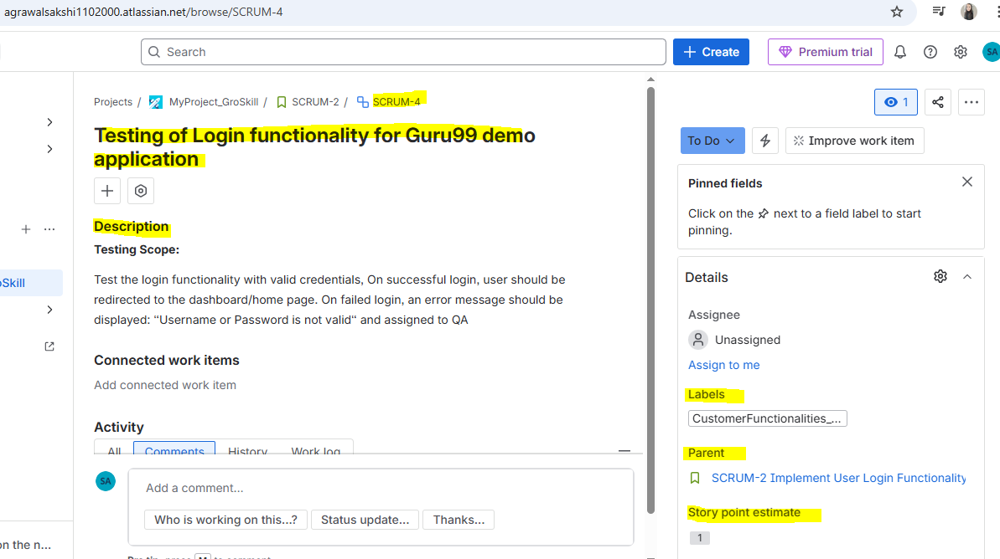 agrawalsakshi1102000.atlassian.net/browse/SCRUM-4
Search
Create
Premium trial
SA
Projects / MyProject_GroSkill / SCRUM-2 / SCRUM-4
1
Testing of Login functionality for Guru99 demo
application
To Do
Improve work item
Pinned fields
Click on the next to a field label to start
pinning.
Description
Testing Scope:
Test the login functionality with valid credentials, On successful login, user should be
redirected to the dashboard/home page. On failed login, an error message should be
displayed: "Username or Password is not valid" and assigned to QA
oSkill
Connected work items
Add connected work item
Activity
All Comments History Work log
SA
Add a comment...
Who is working on this...? Status update... Thanks...
Pro tip: press M to comment
on the n...
Details
Assignee
Unassigned
Assign to me
Labels
CustomerFunctionalities_...
Parent
SCRUM-2 Implement User Login Functionality
Story point estimate
1